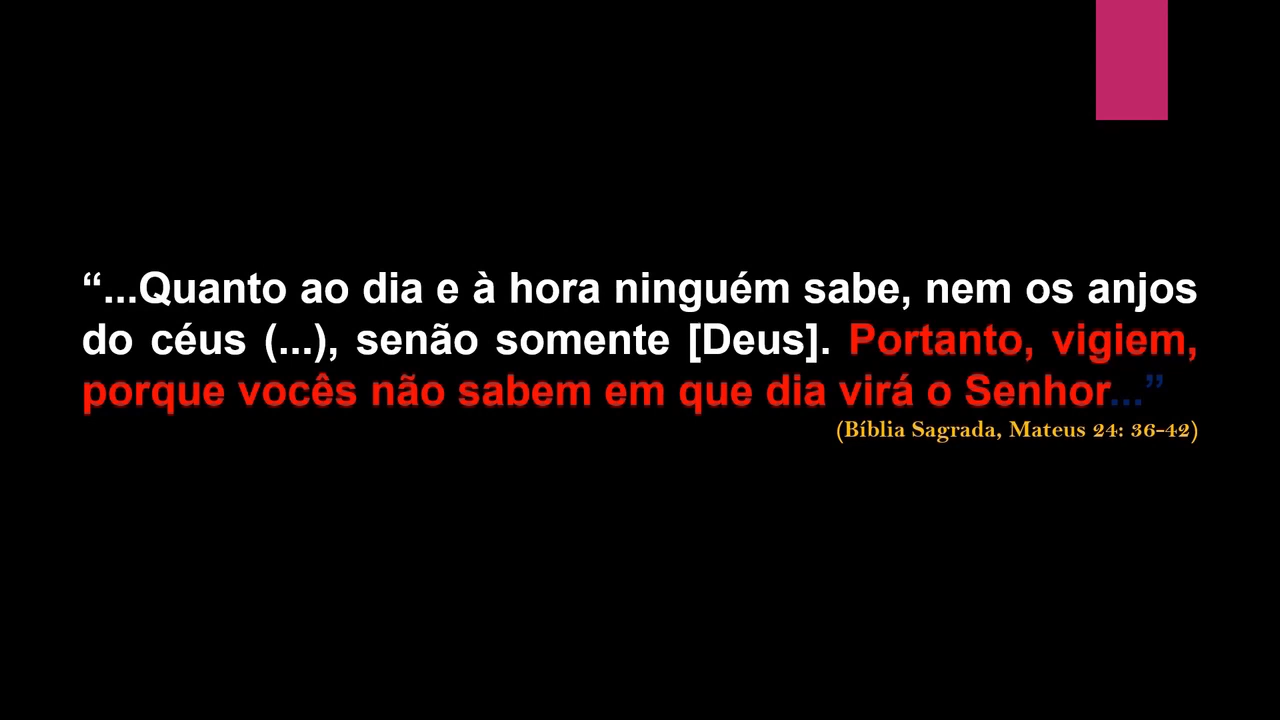 “...Quanto ao dia e à hora ninguém sabe, nem os anjos
do céus (...), senão somente [Deus]. Portanto, vigiem,
porque vocês não sabem em que dia virá o Senhor...”
(Bíblia Sagrada, Mateus 24: 36-42)